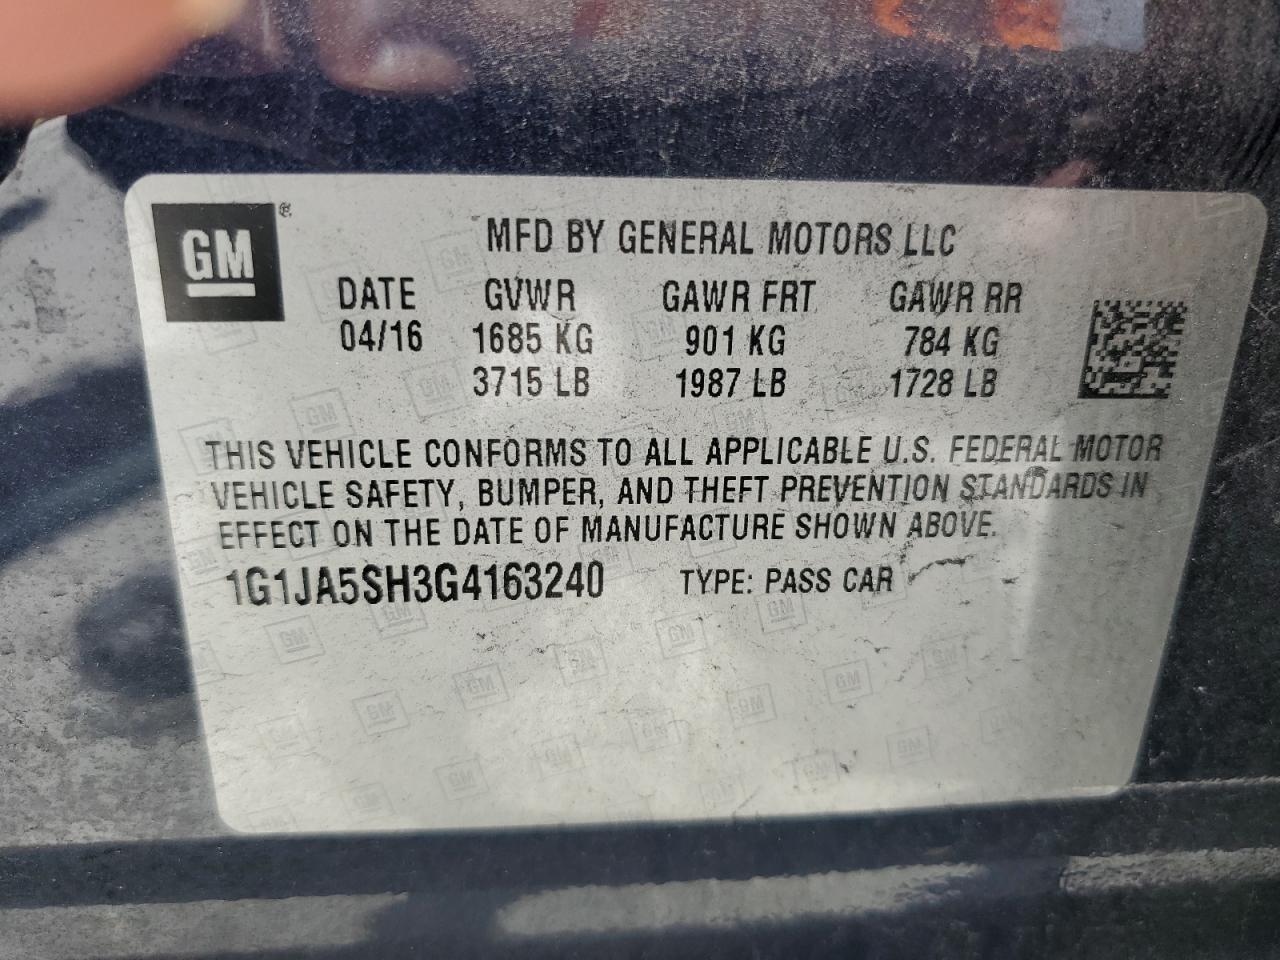 GM®
MFD BY GENERAL MOTORS LLC
DATE GVWR GAWR FRT GAWR RR
04/16 1685 KG 901 KG 784 KG
3715 LB 1987 LB 1728 LB
THIS VEHICLE CONFORMS TO ALL APPLICABLE U.S. FEDERAL MOTOR
VEHICLE SAFETY, BUMPER, AND THEFT PREVENTION STANDARDS IN
EFFECT ON THE DATE OF MANUFACTURE SHOWN ABOVE.
1G1JA5SH3G4163240 TYPE: PASS CAR